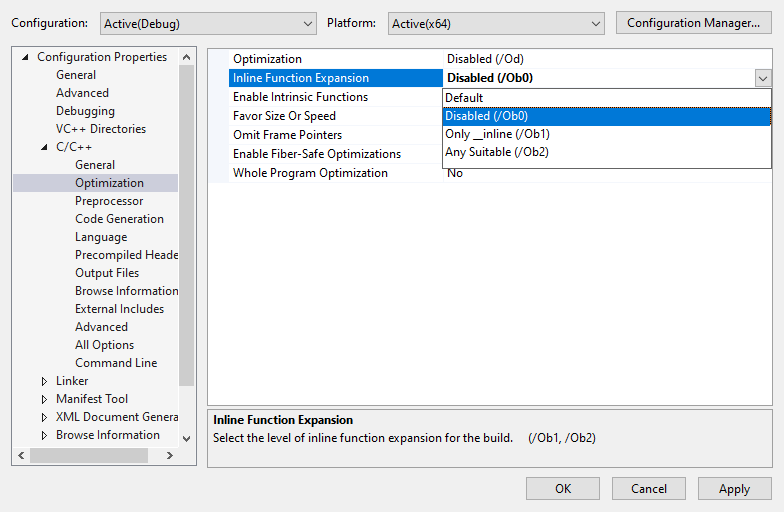 Configuration: Active(Debug) Platform: Active(x64) Configuration Manager...
Configuration Properties
General
Advanced
Debugging
VC++ Directories
C/C++
General
Optimization
Preprocessor
Code Generation
Language
Precompiled Heade
Output Files
Browse Information
External Includes
Advanced
All Options
Command Line
Linker
Manifest Tool
XML Document Genera
Browse Information
Optimization Disabled (/Od)
Inline Function Expansion Disabled (/Ob0)
Enable Intrinsic Functions
Favor Size Or Speed
Omit Frame Pointers
Enable Fiber-Safe Optimizations
Whole Program Optimization No
Default
Disabled (/Ob0)
Only __inline (/Ob1)
Any Suitable (/Ob2)
Inline Function Expansion
Select the level of inline function expansion for the build. (/Ob1, /Ob2)
OK Cancel Apply